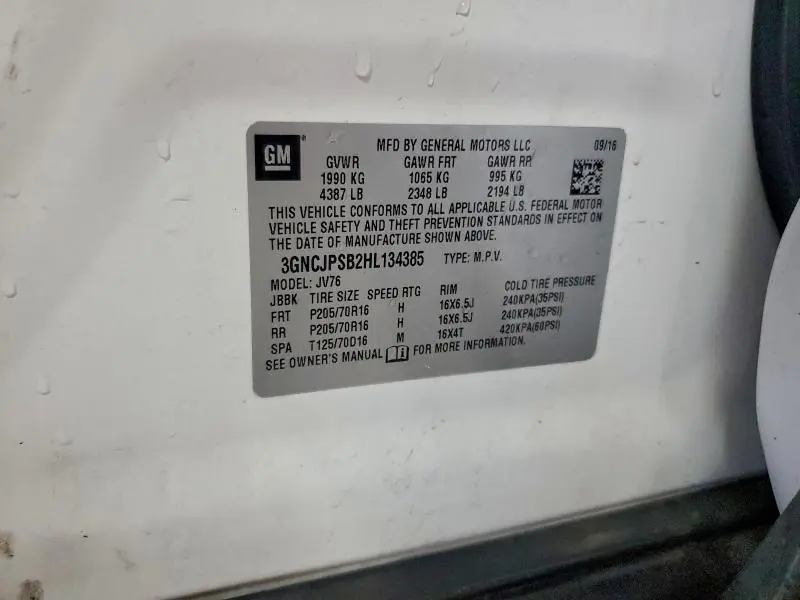 GM
MFD BY GENERAL MOTORS LLC 09/16
GVWR GAWR FRT GAWR RR
1990 KG 1065 KG 995 KG
4387 LB 2348 LB 2194 LB
THIS VEHICLE CONFORMS TO ALL APPLICABLE U.S. FEDERAL MOTOR
VEHICLE SAFETY AND THEFT PREVENTION STANDARDS IN EFFECT ON
THE DATE OF MANUFACTURE SHOWN ABOVE.
3GNCJPSB2HL134385 TYPE: M.P.V.
MODEL: JV76
JBBK TIRE SIZE SPEED RTG RIM COLD TIRE PRESSURE
FRT P205/70R16 H 16X6.5J 240KPA(35PSI)
RR P205/70R16 H 16X6.5J 240KPA(35PSI)
SPA T125/70D16 M 16X4T 420KPA(60PSI)
SEE OWNER'S MANUAL FOR MORE INFORMATION.